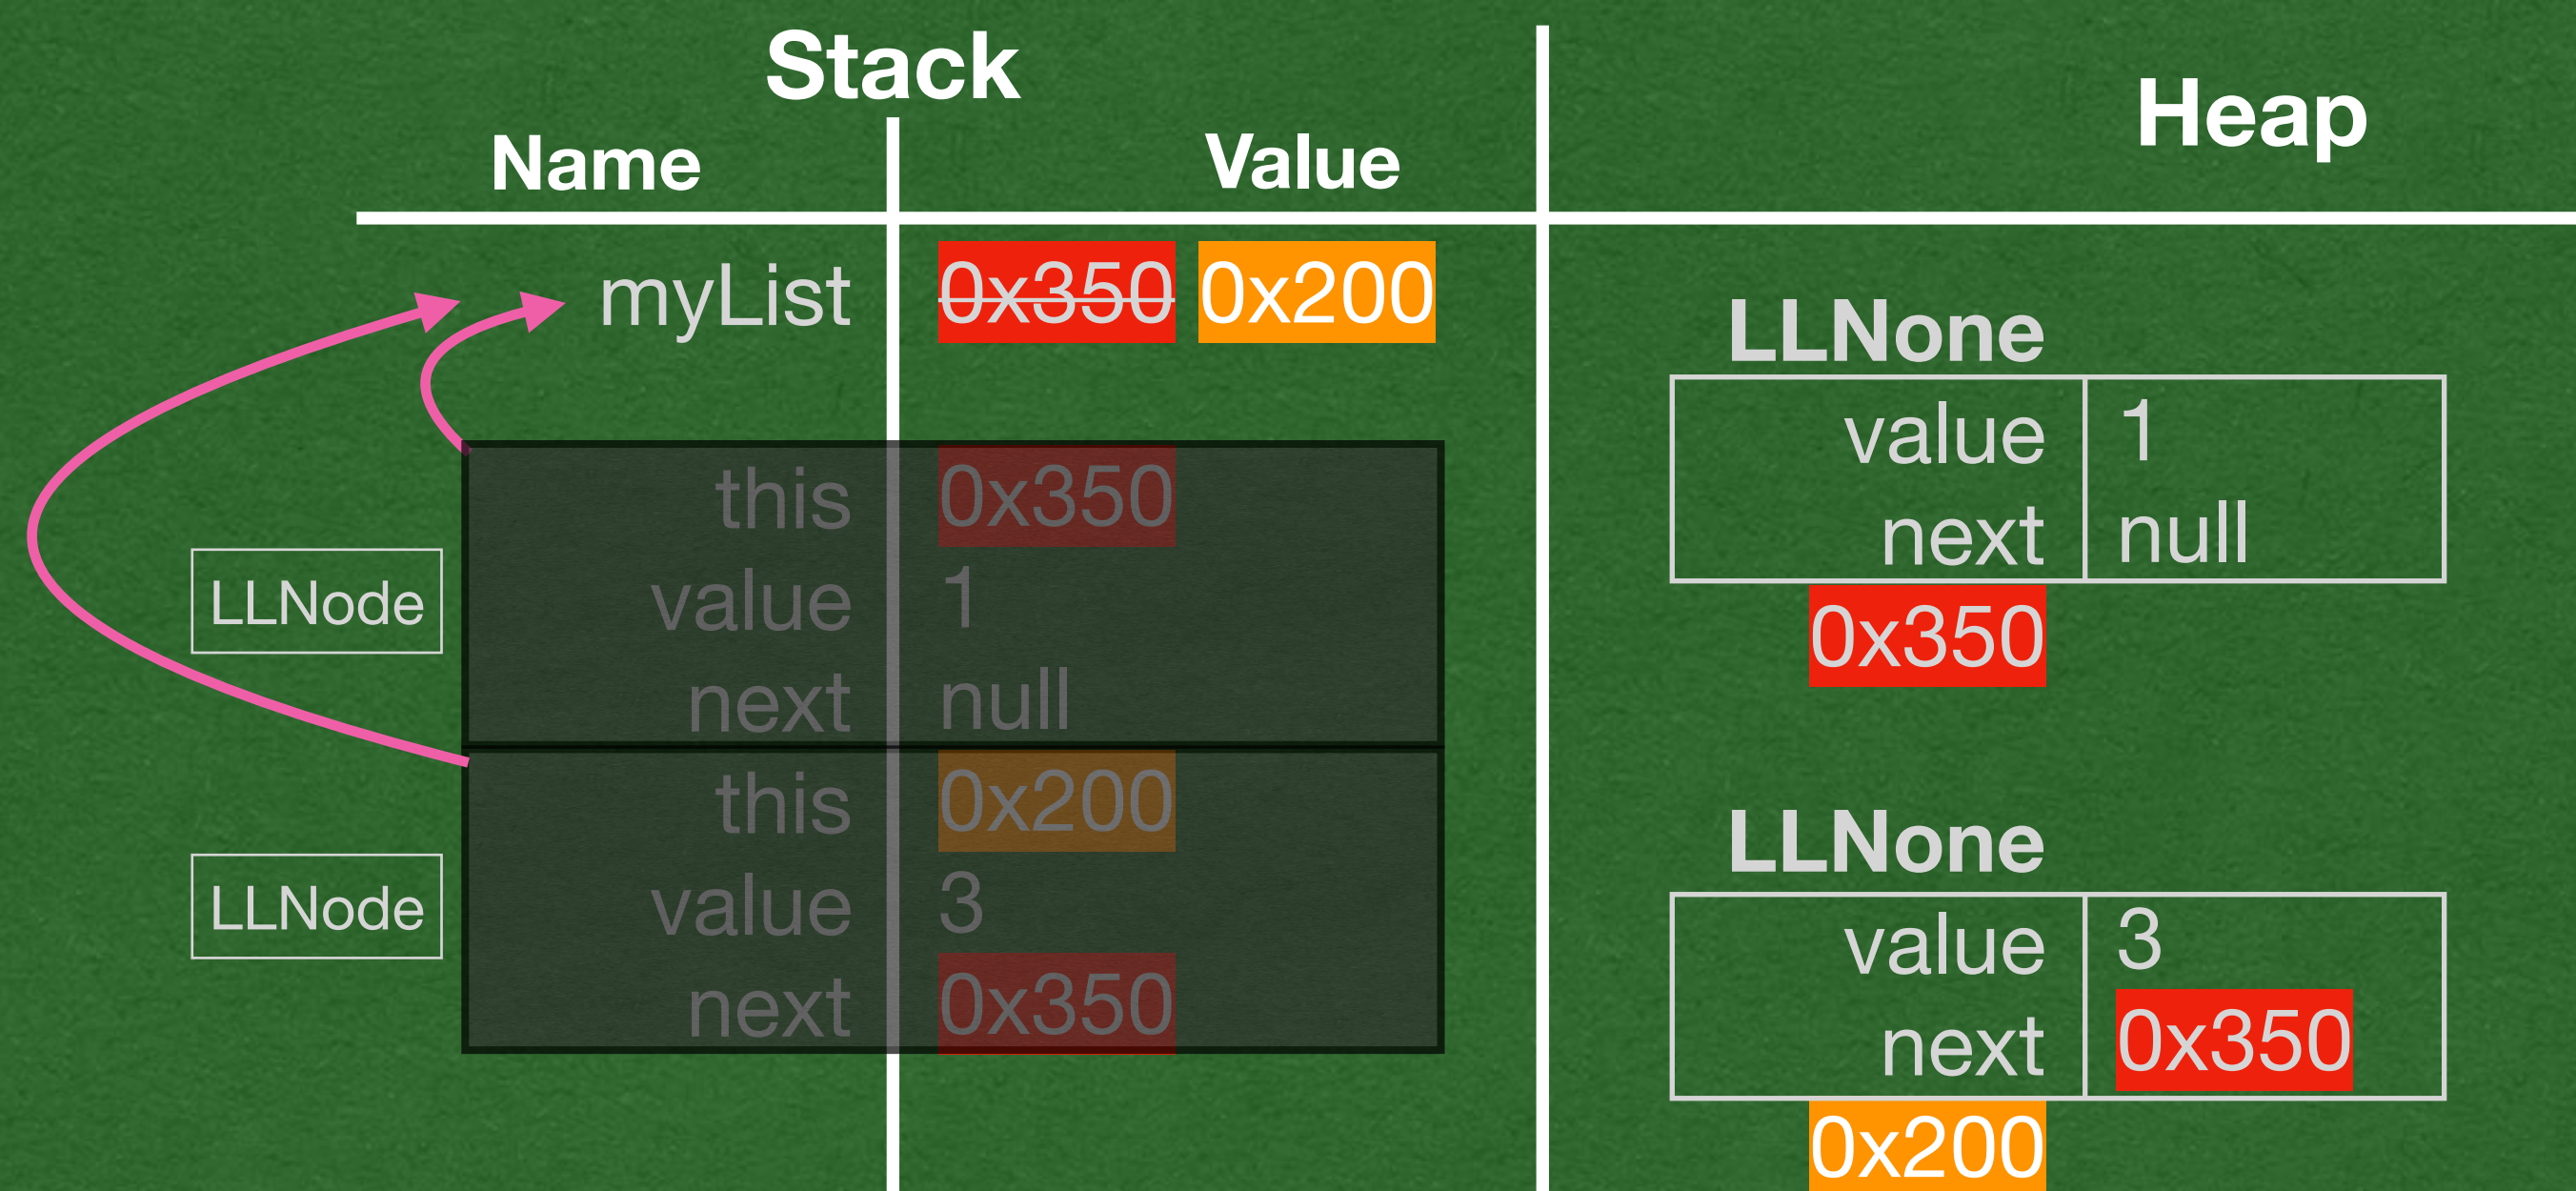 Stack
Heap
Name Value
myList 0x350 0x200
this 0x350
value 1
next null
LLNode
this 0x200
value 3
next 0x350
LLNode
LLNone
value 1
next null
0x350
LLNone
value 3
next 0x350
0x200